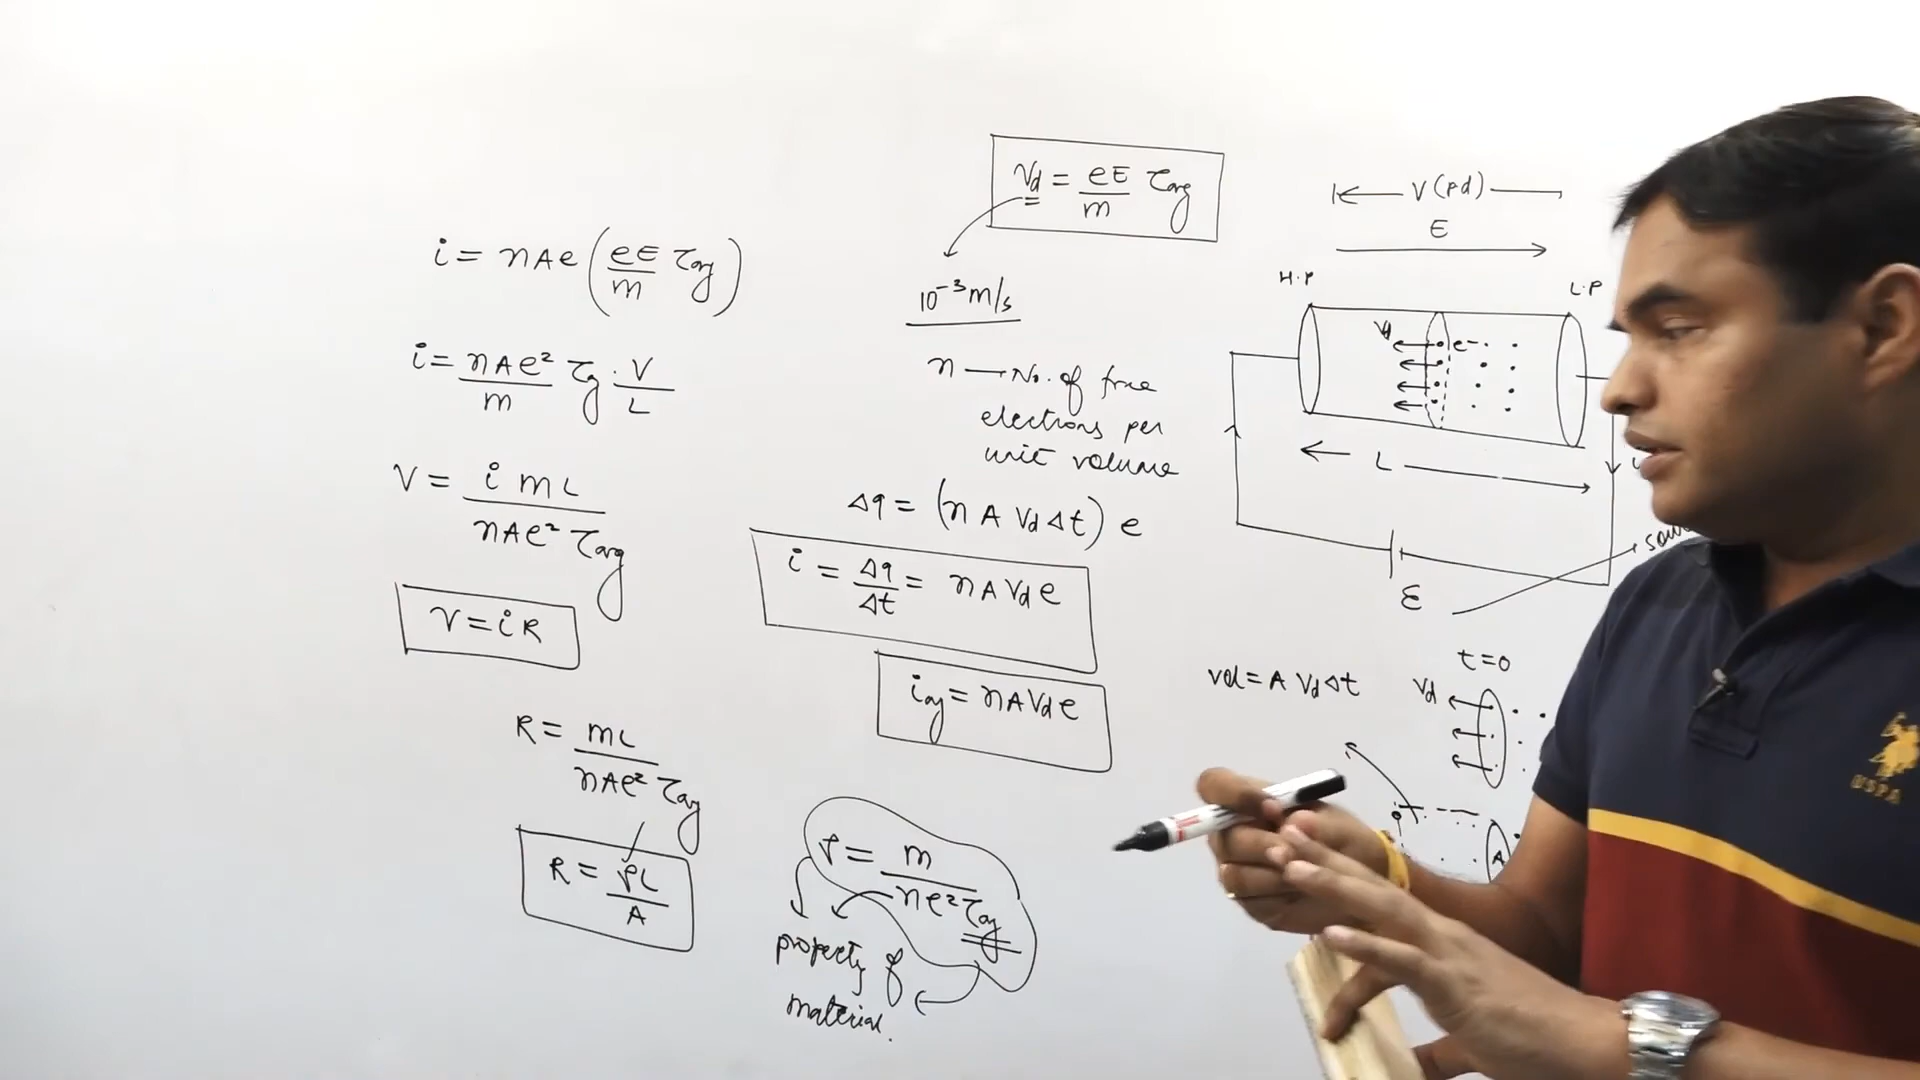 i = nAe (eE/m τavg)
i = nAe²/m τavg · V/L
V = i m L / nAe² τavg
V = iR
R = mL / nAe² τavg
R = ρL / A
Vd = eE/m τavg
10⁻³ m/s
n → No. of free
electrons per
unit volume
Δq = (n A Vd Δt) e
i = Δq/Δt = n A Vd e
iavg = nAVde
ρ = m / ne² τavg
property of
material.
V (pd)
E
H.P
L.P
Vd
e-
L
ε
t=0
vol = A Vd Δt
Vd
A
USPA